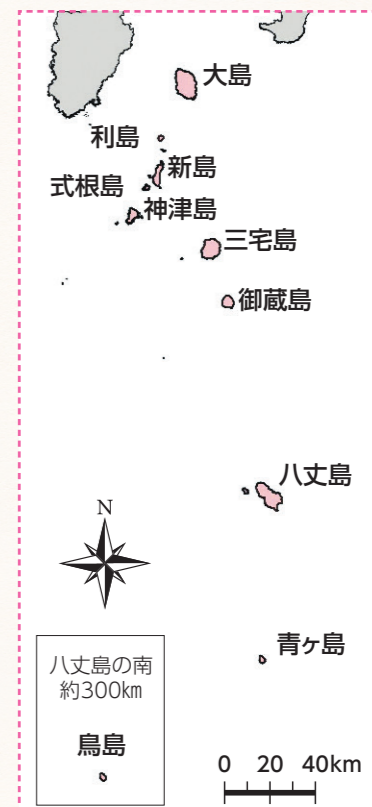 大島
利島
新島
式根島
神津島
三宅島
御蔵島
八丈島
N
青ヶ島
八丈島の南
約300㎞
鳥島
0 20 40km